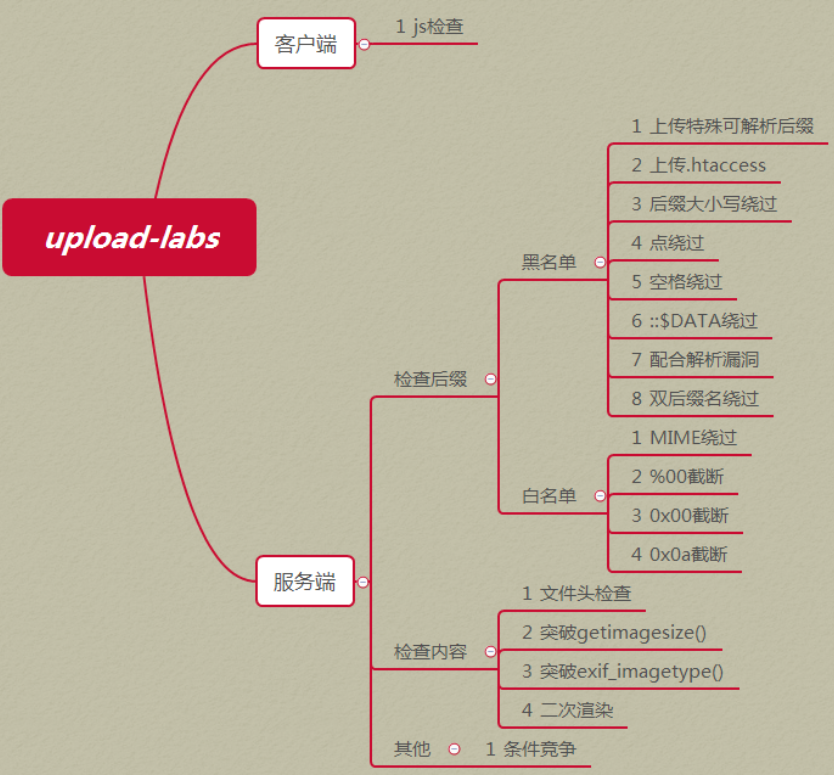 客户端
1 js检查
upload-labs
服务端
检查后缀
黑名单
1 上传特殊可解析后缀
2 上传.htaccess
3 后缀大小写绕过
4 点绕过
5 空格绕过
6 ::$DATA绕过
7 配合解析漏洞
8 双后缀名绕过
白名单
1 MIME绕过
2 %00截断
3 0x00截断
4 0x0a截断
检查内容
1 文件头检查
2 突破getimagesize()
3 突破exif_imagetype()
4 二次渲染
其他
1 条件竞争